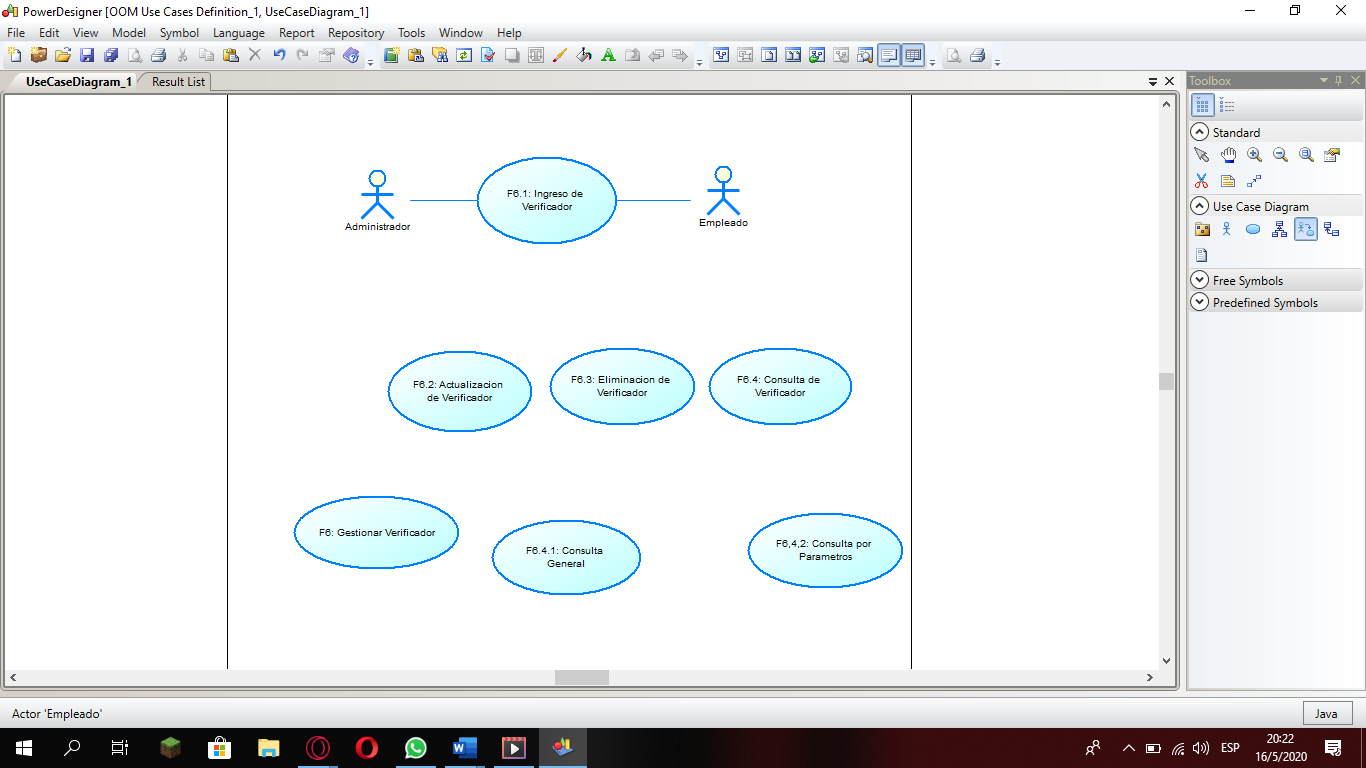 PowerDesigner [OOM Use Cases Definition_1, UseCaseDiagram_1]
File Edit View Model Symbol Language Report Repository Tools Window Help
UseCaseDiagram_1 Result List
Toolbox
Standard
Use Case Diagram
Free Symbols
Predefined Symbols
F6.1: Ingreso de
Verificador
Administrador
Empleado
F6.2: Actualizacion
de Verificador
F6.3: Eliminacion de
Verificador
F6.4: Consulta de
Verificador
F6: Gestionar Verificador
F6.4.1: Consulta
General
F6,4,2: Consulta por
Parametros
Actor 'Empleado'
Java
ESP
20:22
16/5/2020